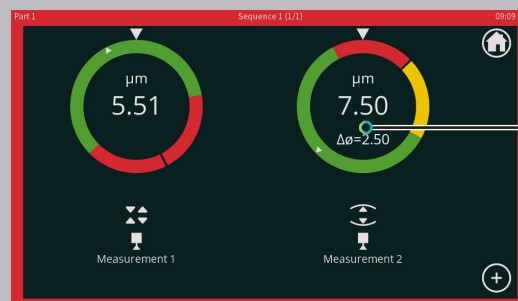 Part 1
Sequence 1 (1/1)
09:09
μm
5.51
μm
7.50
Δø=2.50
Measurement 1
Measurement 2